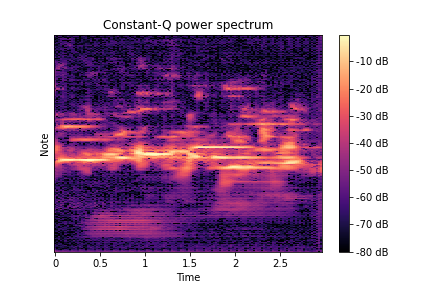 Constant-Q power spectrum
Note
-10 dB
-20 dB
-30 dB
-40 dB
-50 dB
-60 dB
-70 dB
-80 dB
0 0.5 1 1.5 2 2.5
Time